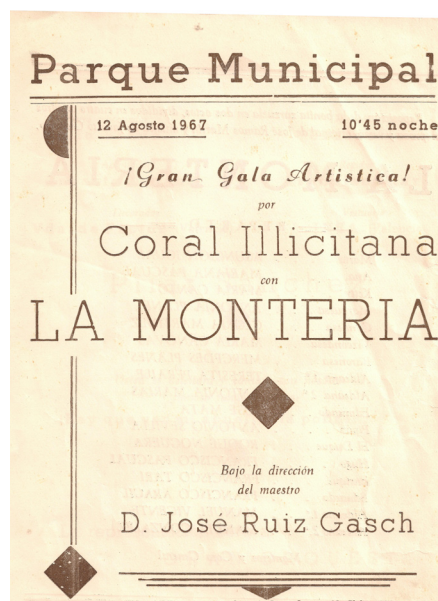 Parque Municipal
12 Agosto 1967
10'45 noche
¡Gran Gala Artistica!
por
Coral Illicitana
con
LA MONTERIA
Bajo la dirección
del maestro
D. José Ruiz Gasch